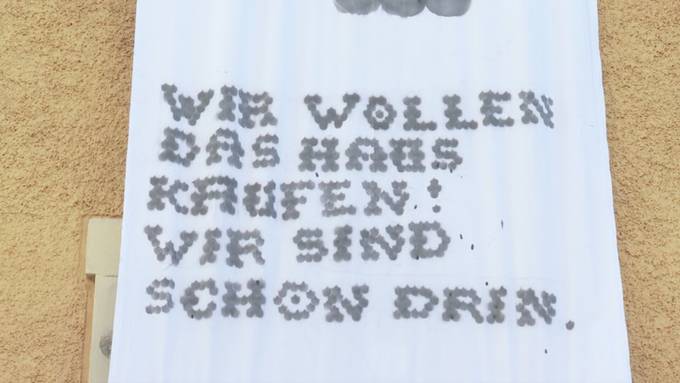 WIR WOLLEN
DAS HAUS
KAUFEN!
WIR SIND
SCHON DRIN.